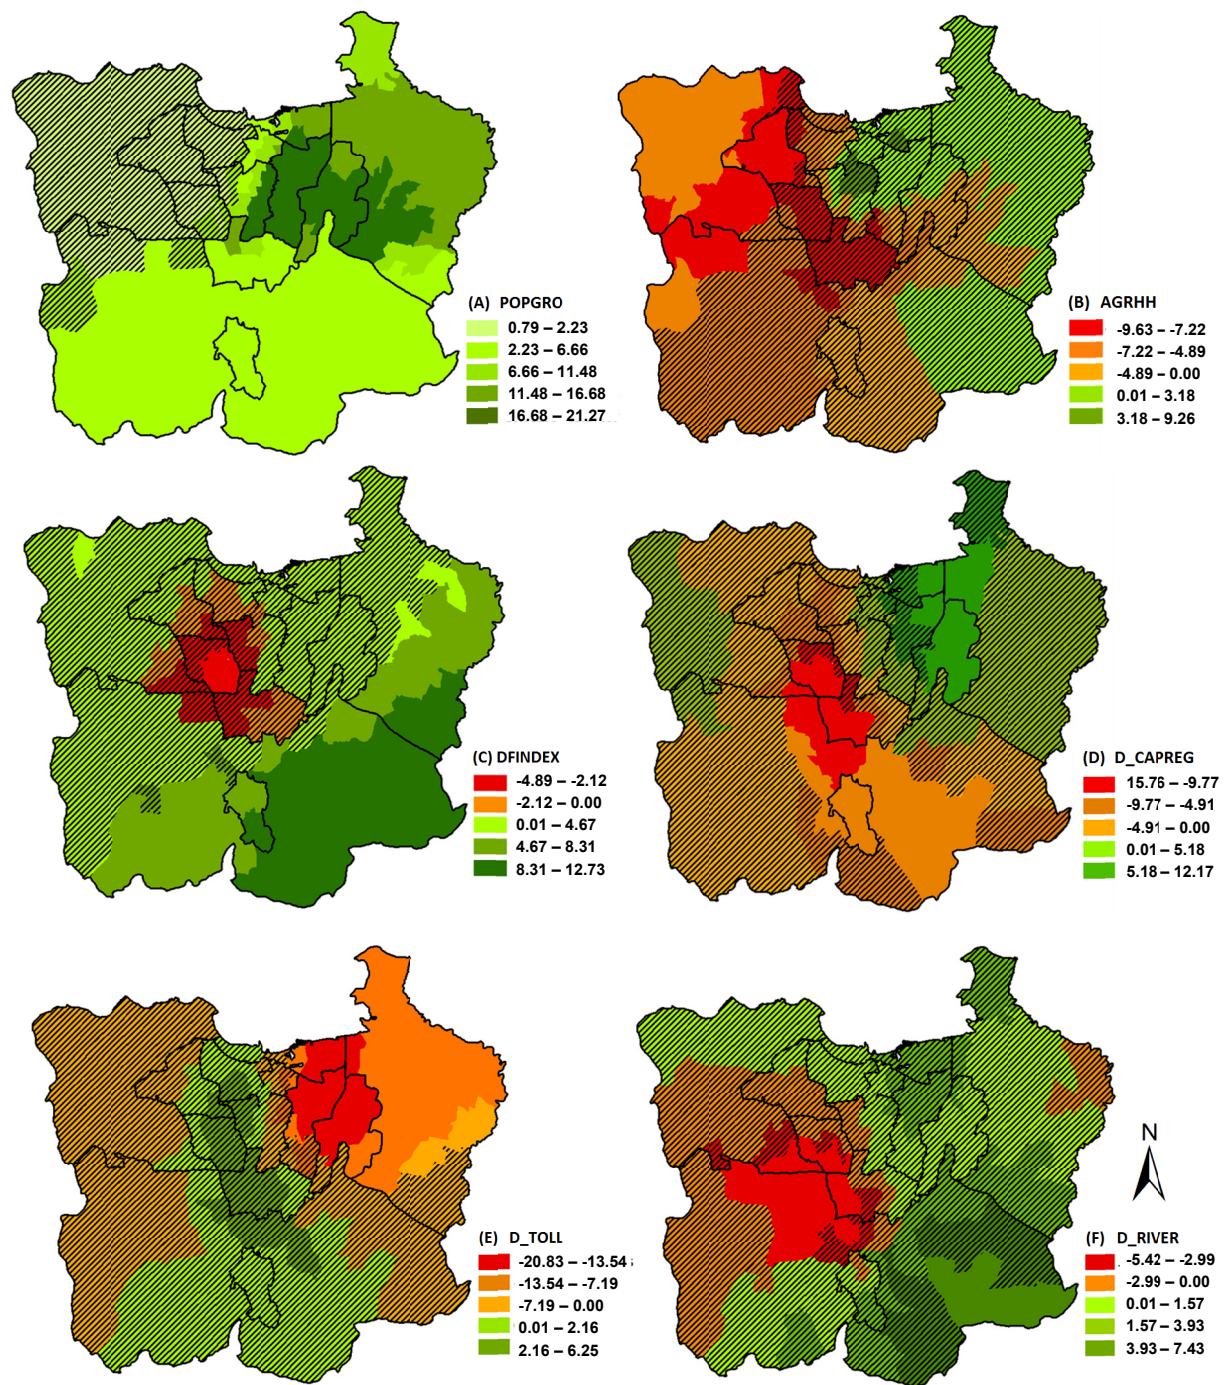 (A) POPGRO
0.79 – 2.23
2.23 – 6.66
6.66 – 11.48
11.48 – 16.68
16.68 – 21.27
(B) AGRHH
-9.63 – -7.22
-7.22 – -4.89
-4.89 – 0.00
0.01 – 3.18
3.18 – 9.26
(C) DFINDEX
-4.89 – -2.12
-2.12 – 0.00
0.01 – 4.67
4.67 – 8.31
8.31 – 12.73
(D) D_CAPREG
15.76 – -9.77
-9.77 – -4.91
-4.91 – 0.00
0.01 – 5.18
5.18 – 12.17
(E) D_TOLL
-20.83 – -13.54
-13.54 – -7.19
-7.19 – 0.00
0.01 – 2.16
2.16 – 6.25
N
(F) D_RIVER
-5.42 – -2.99
-2.99 – 0.00
0.01 – 1.57
1.57 – 3.93
3.93 – 7.43